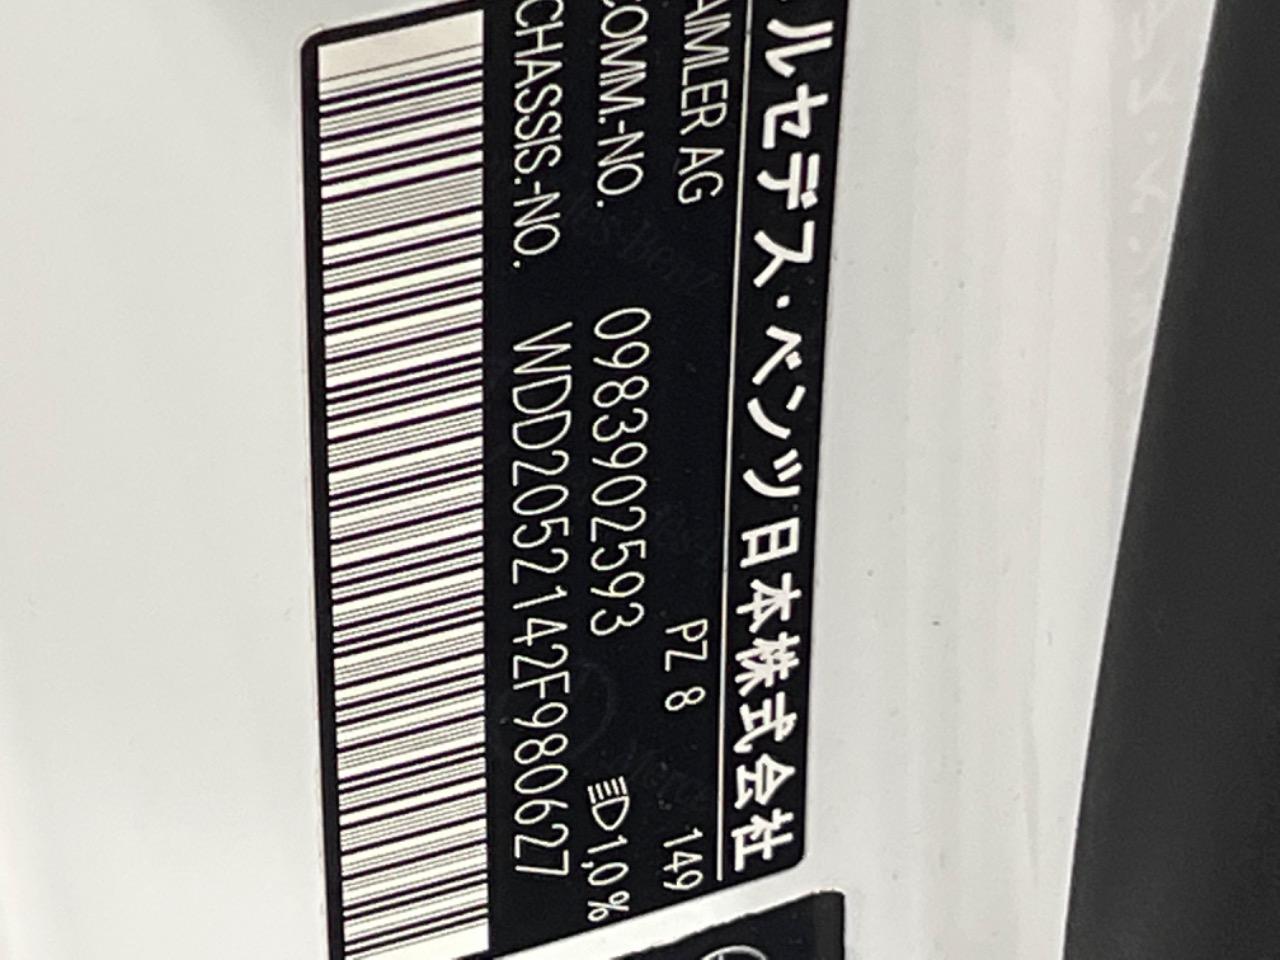 ルセデス・ベンツ日本株式会社
AIMLER AG PZ 8 149
COMM.-NO. 0983902593 1,0%
CHASSIS.-NO. WDD2052142F980627